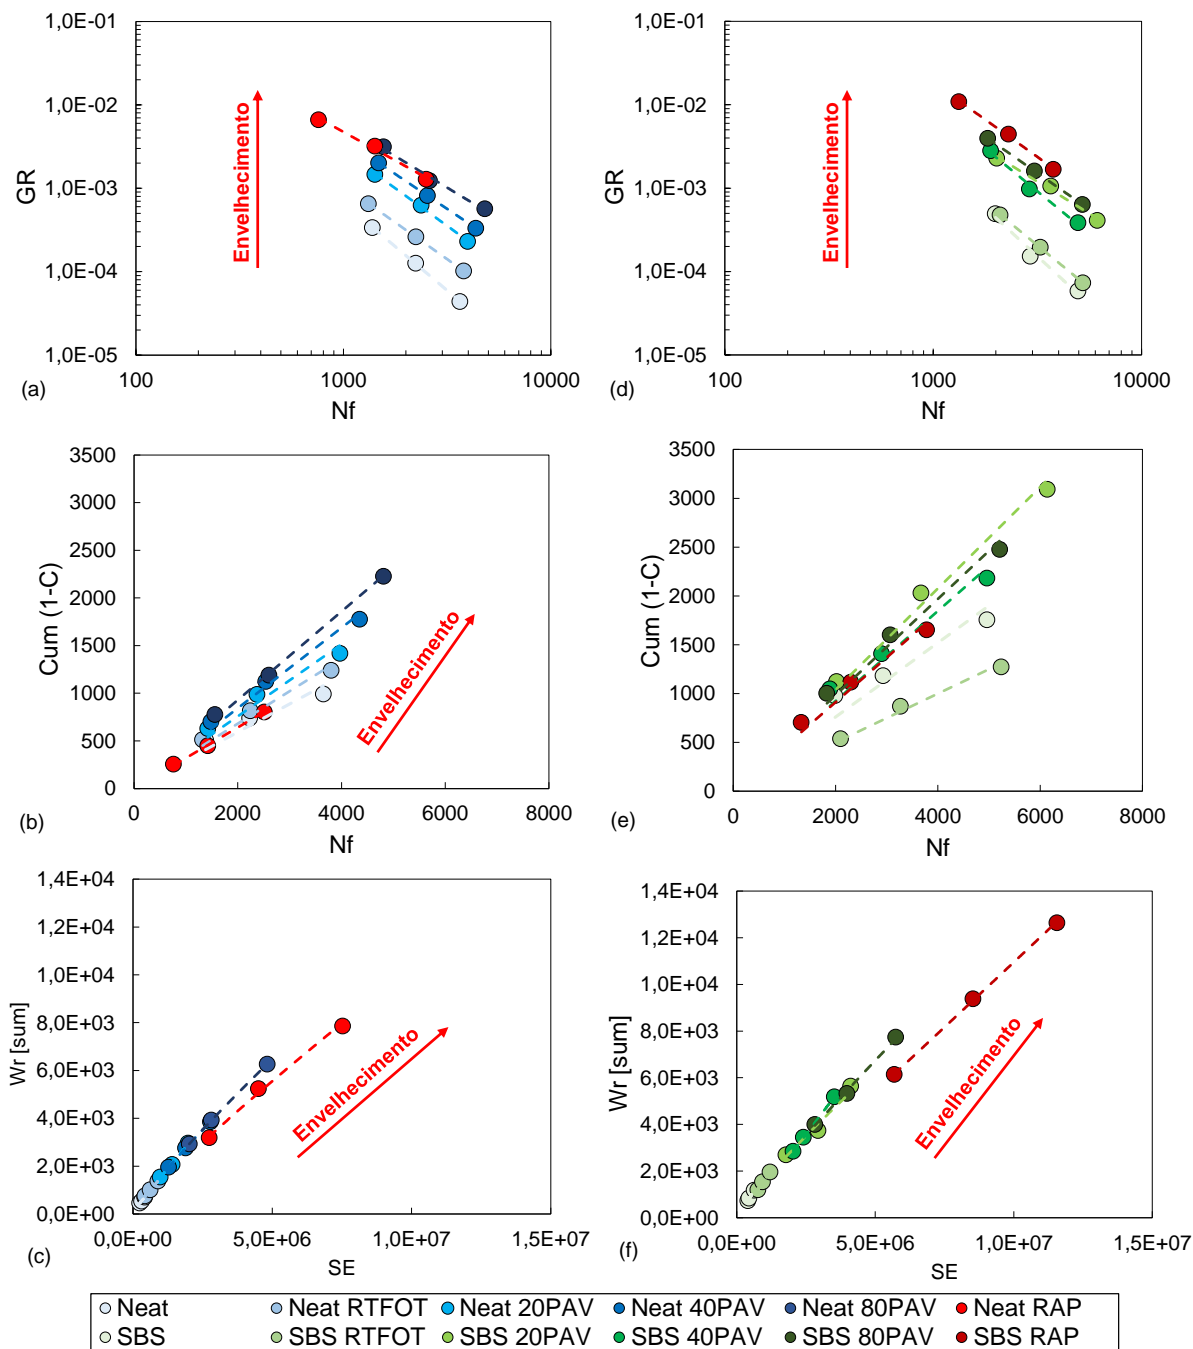 1,0E-01
1,0E-02
1,0E-03
1,0E-04
1,0E-05
GR
Envelhecimento
100
1000
10000
(a)
Nf
1,0E-01
1,0E-02
1,0E-03
1,0E-04
1,0E-05
GR
Envelhecimento
100
1000
10000
(d)
Nf
3500
3000
2500
2000
1500
1000
500
0
Cum (1-C)
Envelhecimento
0 2000 4000 6000 8000
(b)
Nf
3500
3000
2500
2000
1500
1000
500
0
Cum (1-C)
0 2000 4000 6000 8000
(e)
Nf
1,4E+04
1,2E+04
1,0E+04
8,0E+03
6,0E+03
4,0E+03
2,0E+03
0,0E+00
Wr [sum]
Envelhecimento
0,0E+00 5,0E+06 1,0E+07 1,5E+07
(c)
SE
1,4E+04
1,2E+04
1,0E+04
8,0E+03
6,0E+03
4,0E+03
2,0E+03
0,0E+00
Wr [sum]
Envelhecimento
0,0E+00 5,0E+06 1,0E+07 1,5E+07
(f)
SE
Neat Neat RTFOT Neat 20PAV Neat 40PAV Neat 80PAV Neat RAP
SBS SBS RTFOT SBS 20PAV SBS 40PAV SBS 80PAV SBS RAP